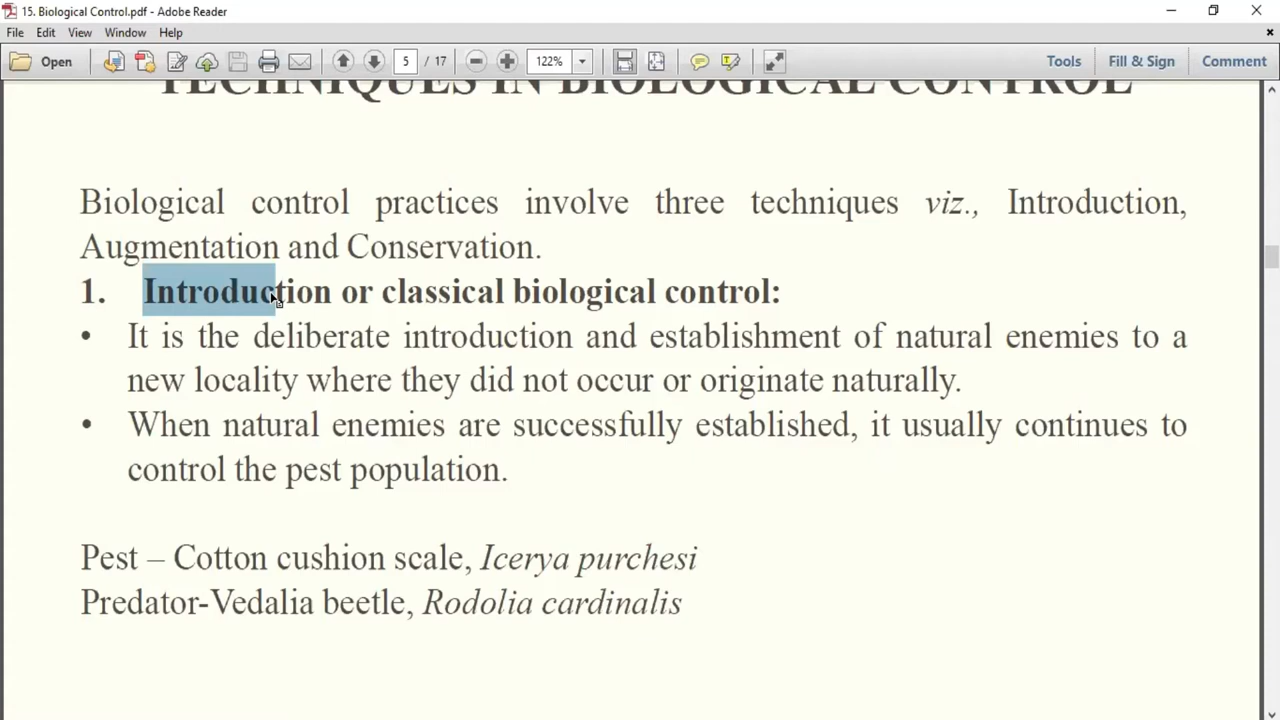 15. Biological Control.pdf - Adobe Reader
File Edit View Window Help
Open 5 / 17 122% Tools Fill & Sign Comment
TECHNIQUES IN BIOLOGICAL CONTROL
Biological control practices involve three techniques viz., Introduction,
Augmentation and Conservation.
1. Introduction or classical biological control:
• It is the deliberate introduction and establishment of natural enemies to a
new locality where they did not occur or originate naturally.
• When natural enemies are successfully established, it usually continues to
control the pest population.
Pest – Cotton cushion scale, Icerya purchesi
Predator-Vedalia beetle, Rodolia cardinalis